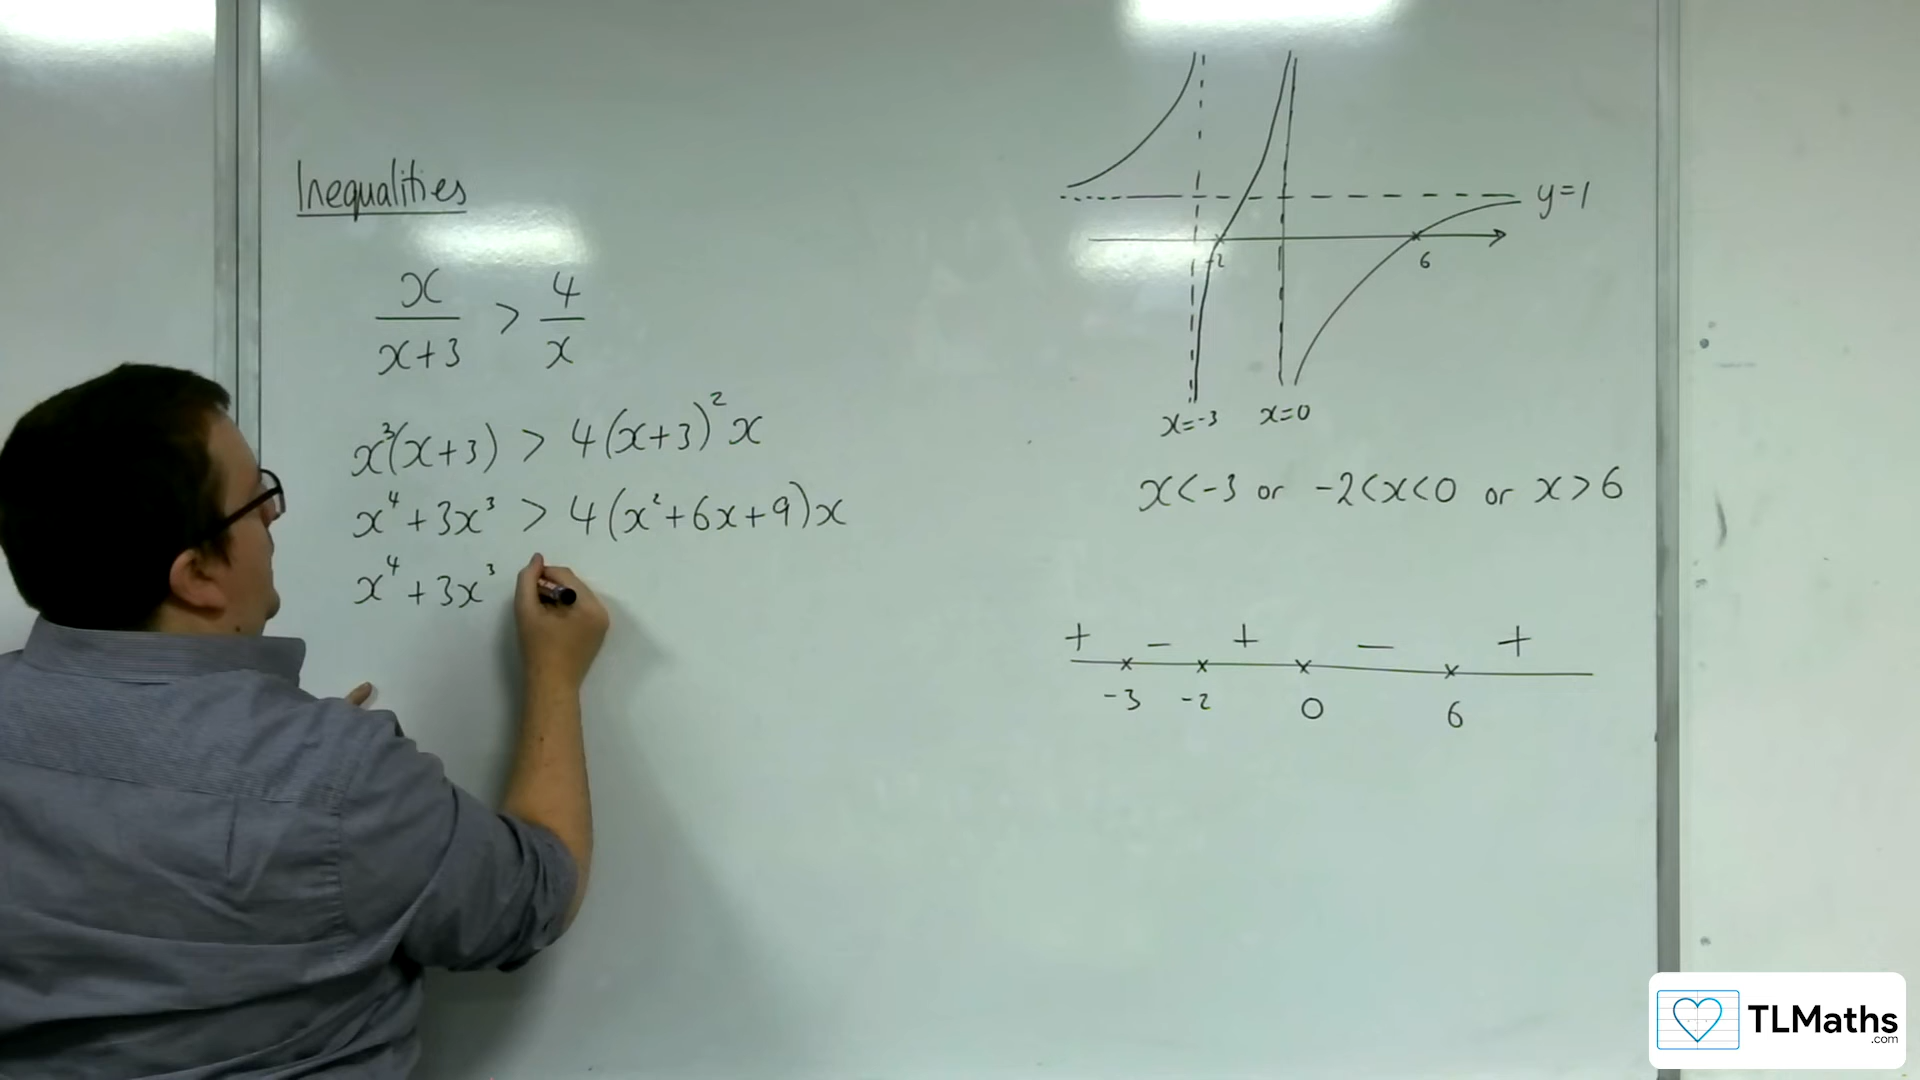 Inequalities
x/(x+3) > 4/x
x³(x+3) > 4(x+3)²x
x⁴+3x³ > 4(x²+6x+9)x
x⁴+3x³
y=1
-2 6
x=-3 x=0
x<-3 or -2<x<0 or x>6
+ - + - +
-3 -2 0 6
TLMaths
.com